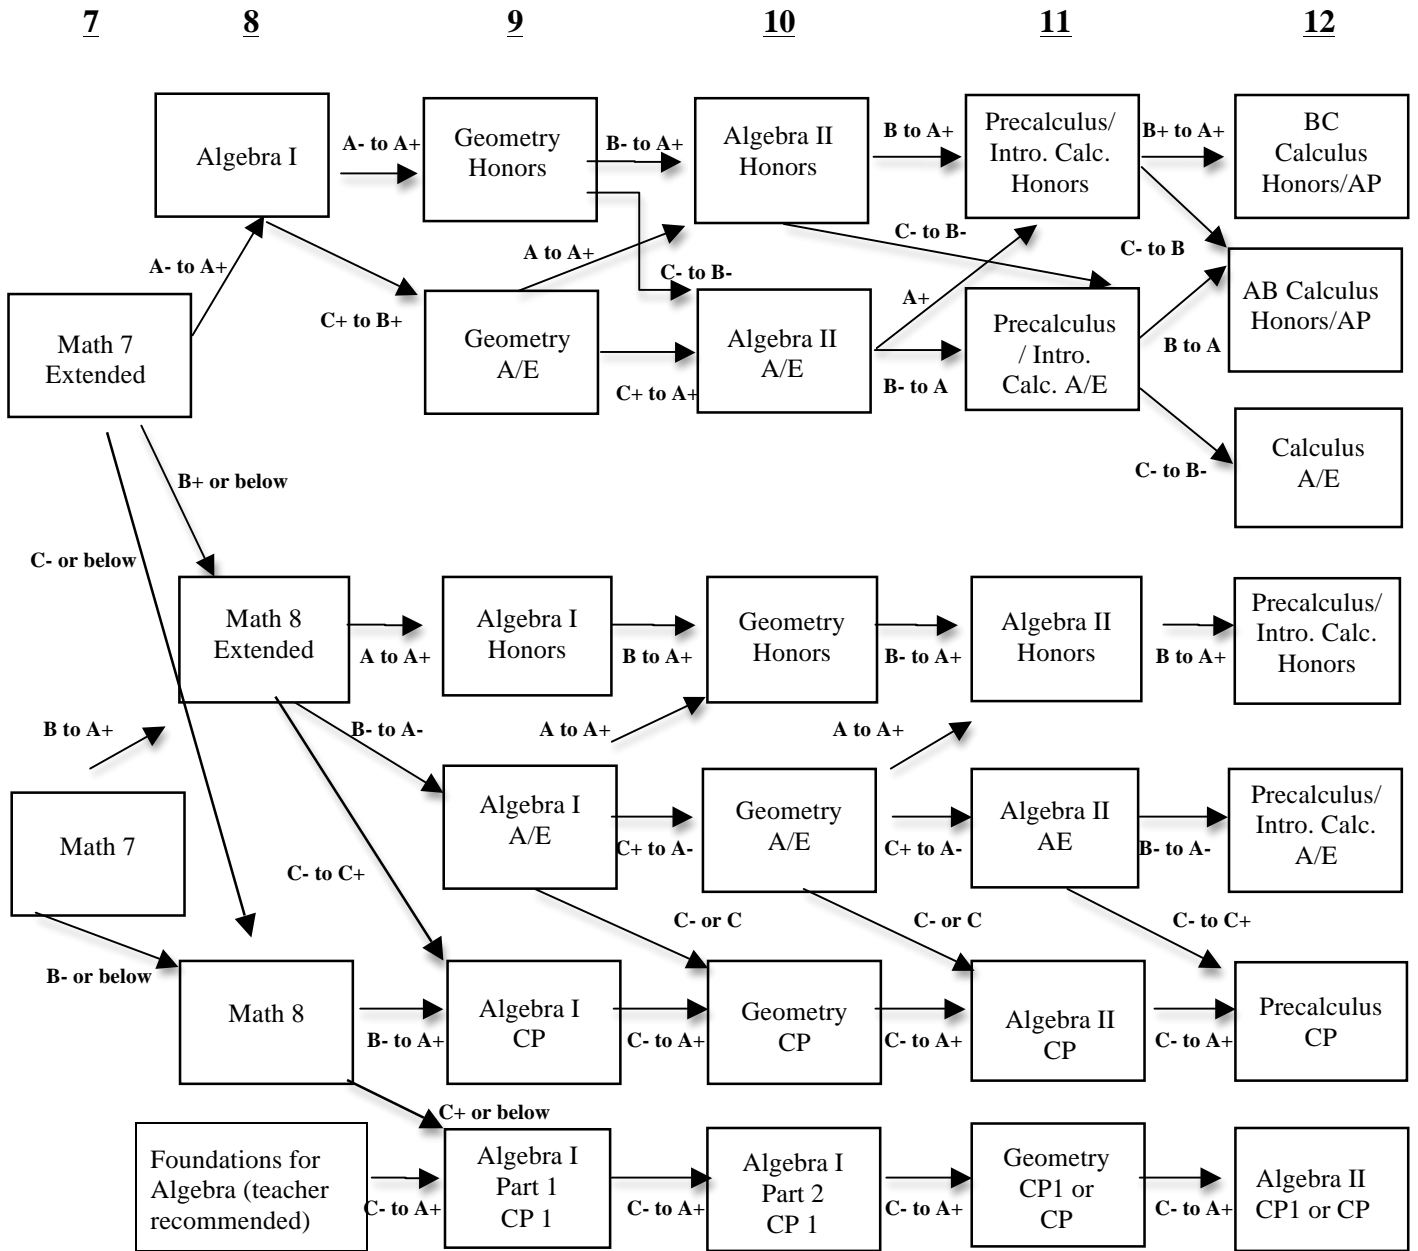 7 8 9 10 11 12
Algebra I
A- to A+
Geometry
Honors
B- to A+
Algebra II
Honors
B to A+
Precalculus/
Intro. Calc.
Honors
B+ to A+
BC
Calculus
Honors/AP
A- to A+
C+ to B+
A to A+
C- to B-
C- to B-
A+
C- to B
Math 7
Extended
Geometry
A/E
C+ to A+
Algebra II
A/E
B- to A
Precalculus
/ Intro.
Calc. A/E
B to A
AB Calculus
Honors/AP
C- to B-
Calculus
A/E
B+ or below
C- or below
Math 8
Extended
A to A+
Algebra I
Honors
B to A+
Geometry
Honors
B- to A+
Algebra II
Honors
B to A+
Precalculus/
Intro. Calc.
Honors
B to A+
B- to A-
A to A+
A to A+
Math 7
C- to C+
Algebra I
A/E
C+ to A-
Geometry
A/E
C+ to A-
Algebra II
AE
B- to A-
Precalculus/
Intro. Calc.
A/E
B- or below
C- or C
C- or C
C- to C+
Math 8
B- to A+
Algebra I
CP
C- to A+
Geometry
CP
C- to A+
Algebra II
CP
C- to A+
Precalculus
CP
C+ or below
Foundations for
Algebra (teacher
recommended)
C- to A+
Algebra I
Part 1
CP 1
C- to A+
Algebra I
Part 2
CP 1
C- to A+
Geometry
CP1 or
CP
C- to A+
Algebra II
CP1 or CP